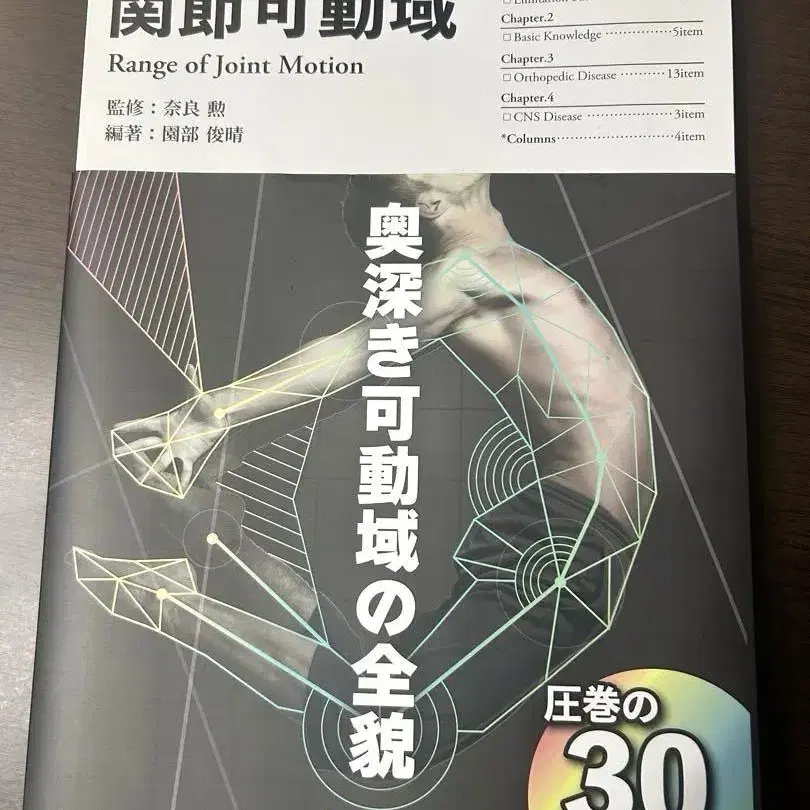 関節可動域
Range of Joint Motion
監修：奈良 勲
編著：園部 俊晴
Chapter.2
□ Basic Knowledge ･･･････････････5item
Chapter.3
□ Orthopedic Disease ･･････････13item
Chapter.4
□ CNS Disease ･･････････････････3item
*Columns･･････････････････････････4item
奥深き可動域の全貌
圧巻の
30